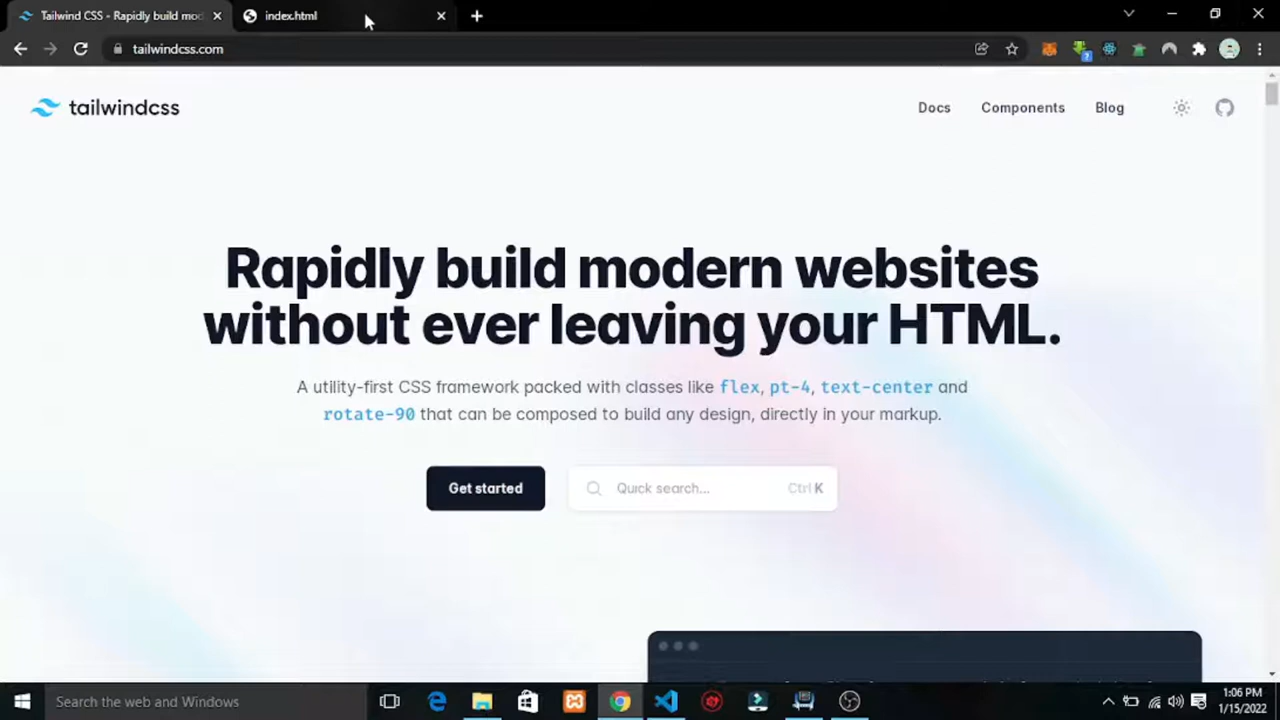 Tailwind CSS - Rapidly build mod
index.html
tailwindcss.com
tailwindcss
Docs
Components
Blog
Rapidly build modern websites
without ever leaving your HTML.
A utility-first CSS framework packed with classes like flex, pt-4, text-center and
rotate-90 that can be composed to build any design, directly in your markup.
Get started
Quick search...
Ctrl K
Search the web and Windows
1:06 PM
1/15/2022